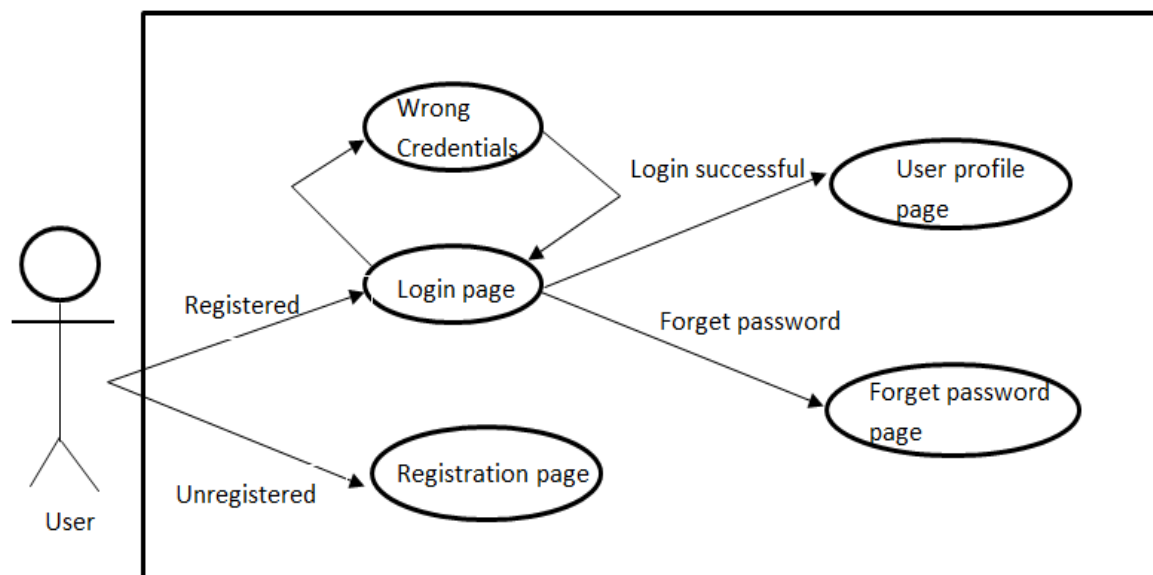 Wrong
Credentials
Login successful
User profile
page
Login page
Registered
Forget password
Forget password
page
Registration page
Unregistered
User